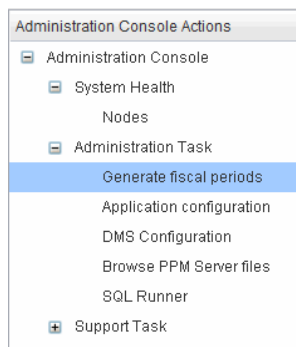 Administration Console Actions
Administration Console
System Health
Nodes
Administration Task
Generate fiscal periods
Application configuration
DMS Configuration
Browse PPM Server files
SQL Runner
Support Task